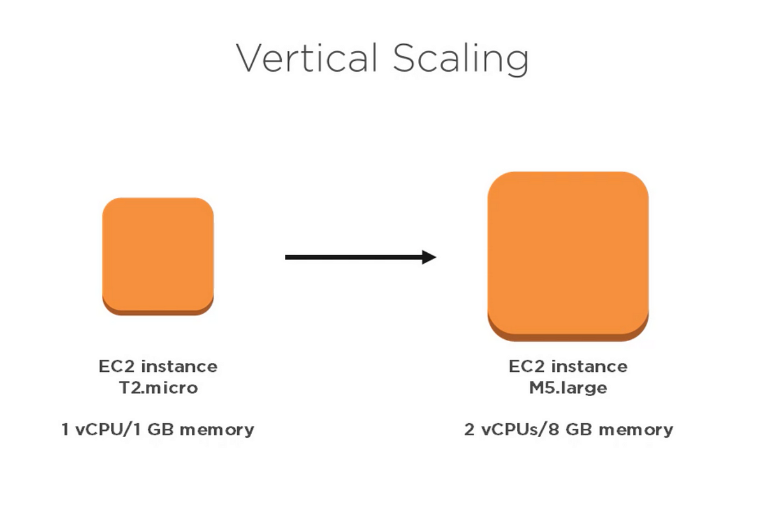 Vertical Scaling
EC2 instance
T2.micro
1 vCPU/1 GB memory
EC2 instance
M5.large
2 vCPUs/8 GB memory